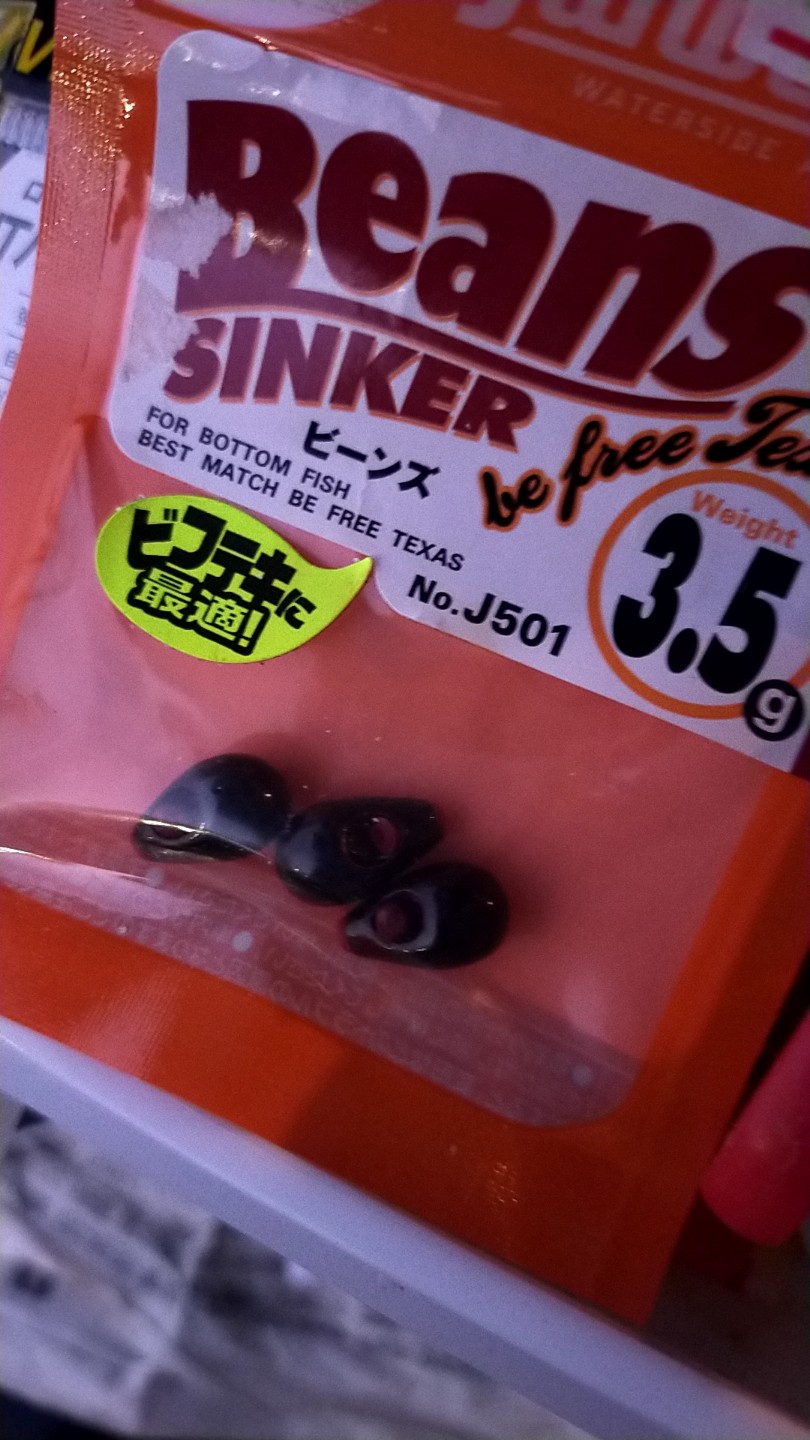 WATERSIDE
Beans
SINKER
ビーンズ
FOR BOTTOM FISH
BEST MATCH BE FREE TEXAS
be free Tex
ビフテキに
最適!
No.J501
Weight
3.5
g